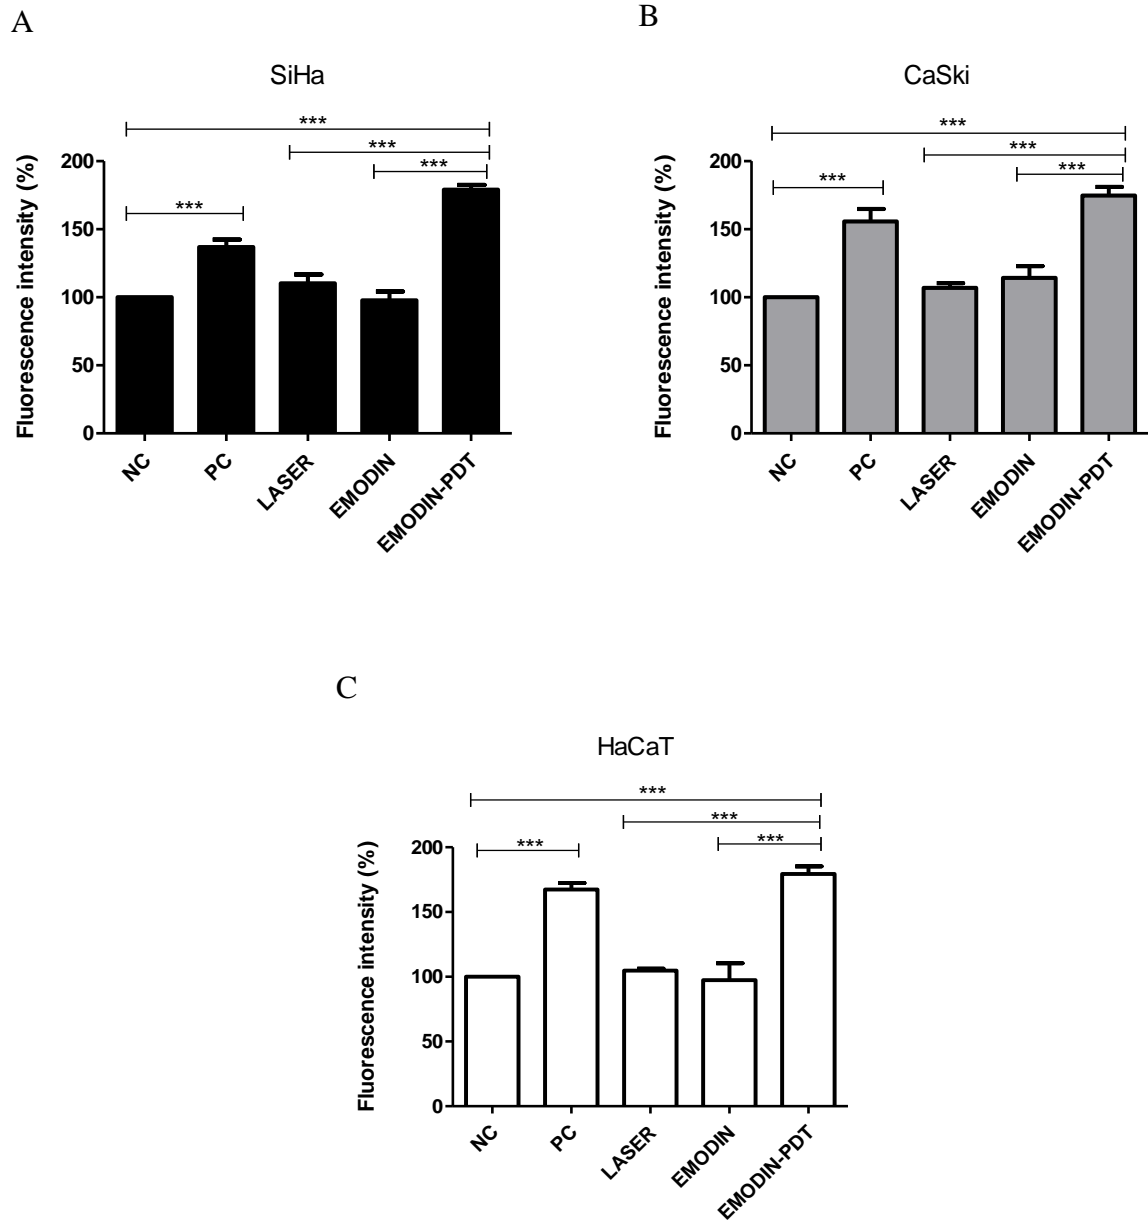 A
SiHa
***
***
***
***
Fluorescence intensity (%)
200
150
100
50
0
NC
PC
LASER
EMODIN
EMODIN-PDT
B
CaSki
***
***
***
***
Fluorescence intensity (%)
200
150
100
50
0
NC
PC
LASER
EMODIN
EMODIN-PDT
C
HaCaT
***
***
***
***
Fluorescence intensity (%)
200
150
100
50
0
NC
PC
LASER
EMODIN
EMODIN-PDT